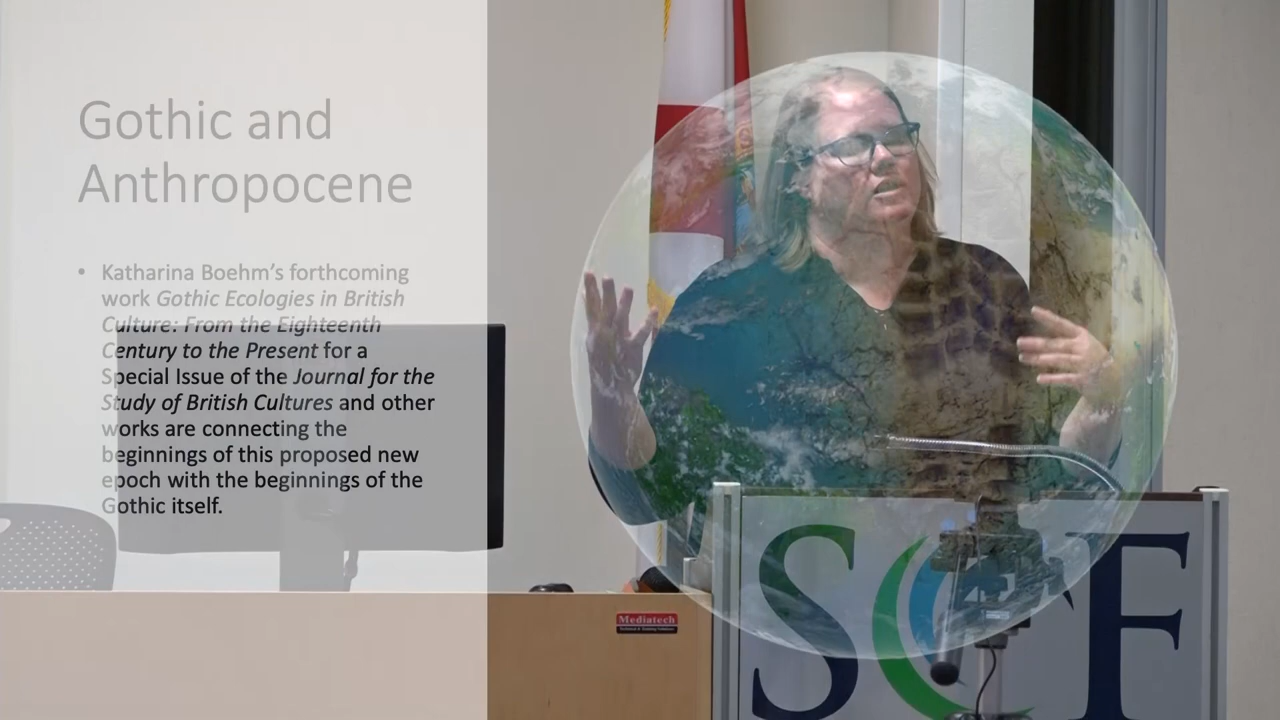 Gothic and
Anthropocene
• Katharina Boehm’s forthcoming
work Gothic Ecologies in British
Culture: From the Eighteenth
Century to the Present for a
Special Issue of the Journal for the
Study of British Cultures and other
works are connecting the
beginnings of this proposed new
epoch with the beginnings of the
Gothic itself.
Mediatech
SCF